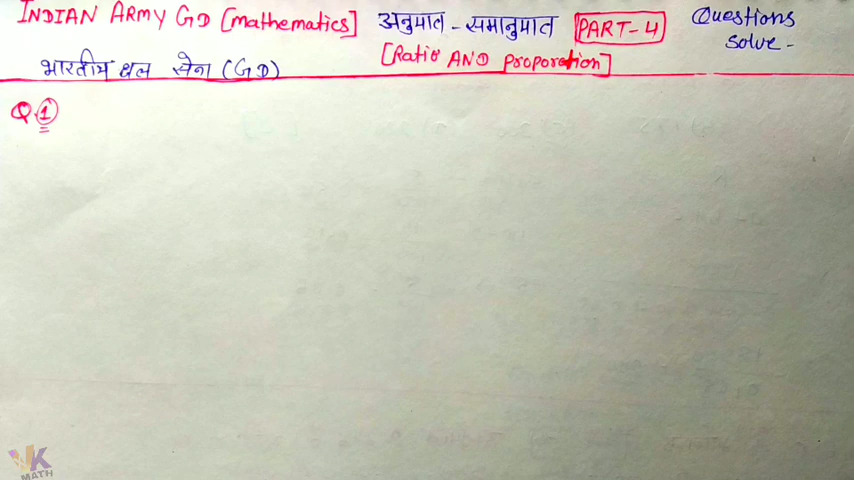 INDIAN ARMY GD [mathematics] अनुपात - समानुपात PART-4 Questions
solve -
भारतीय थल सेना (GD) [Ratio AND Proporation]
Q.1
VK
MATH